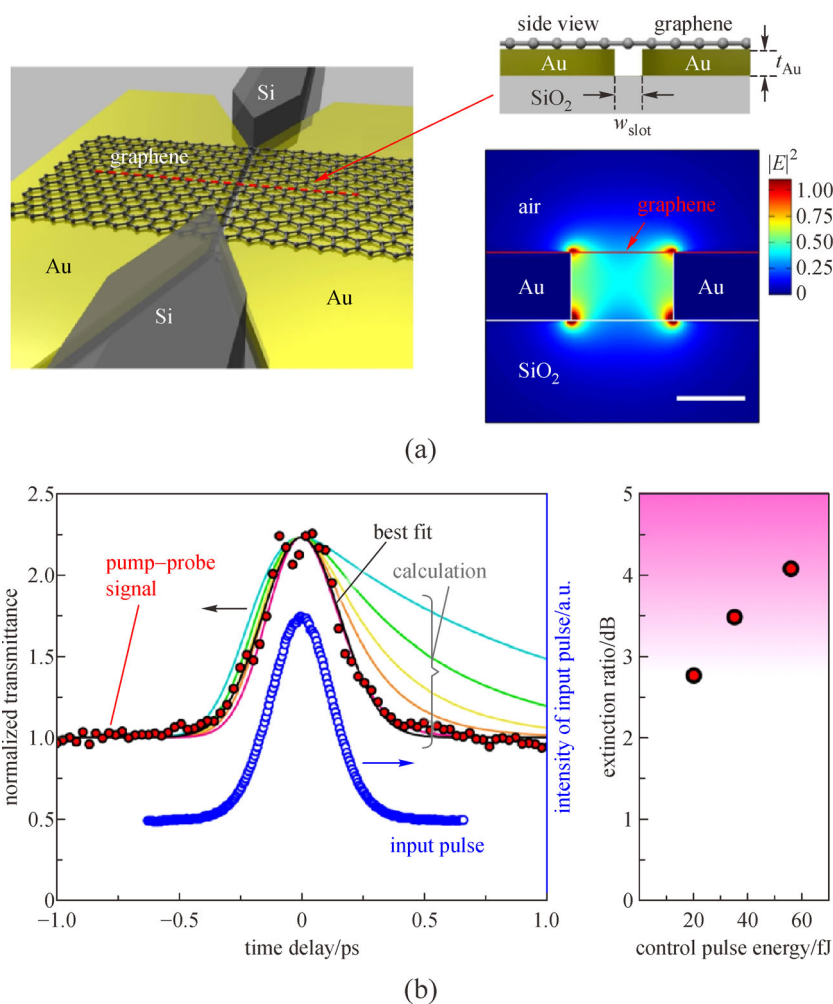 side view
graphene
Au
Au
t_Au
SiO₂
w_slot
Si
graphene
Au
Au
Si
|E|²
1.00
0.75
0.50
0.25
0
air
graphene
Au
Au
SiO₂
(a)
normalized transmittance
2.5
2.0
1.5
1.0
0.5
0
−1.0
−0.5
0
0.5
1.0
time delay/ps
pump−probe
signal
best fit
calculation
input pulse
intensity of input pulse/a.u.
extinction ratio/dB
5
4
3
2
1
0
20
40
60
control pulse energy/fJ
(b)